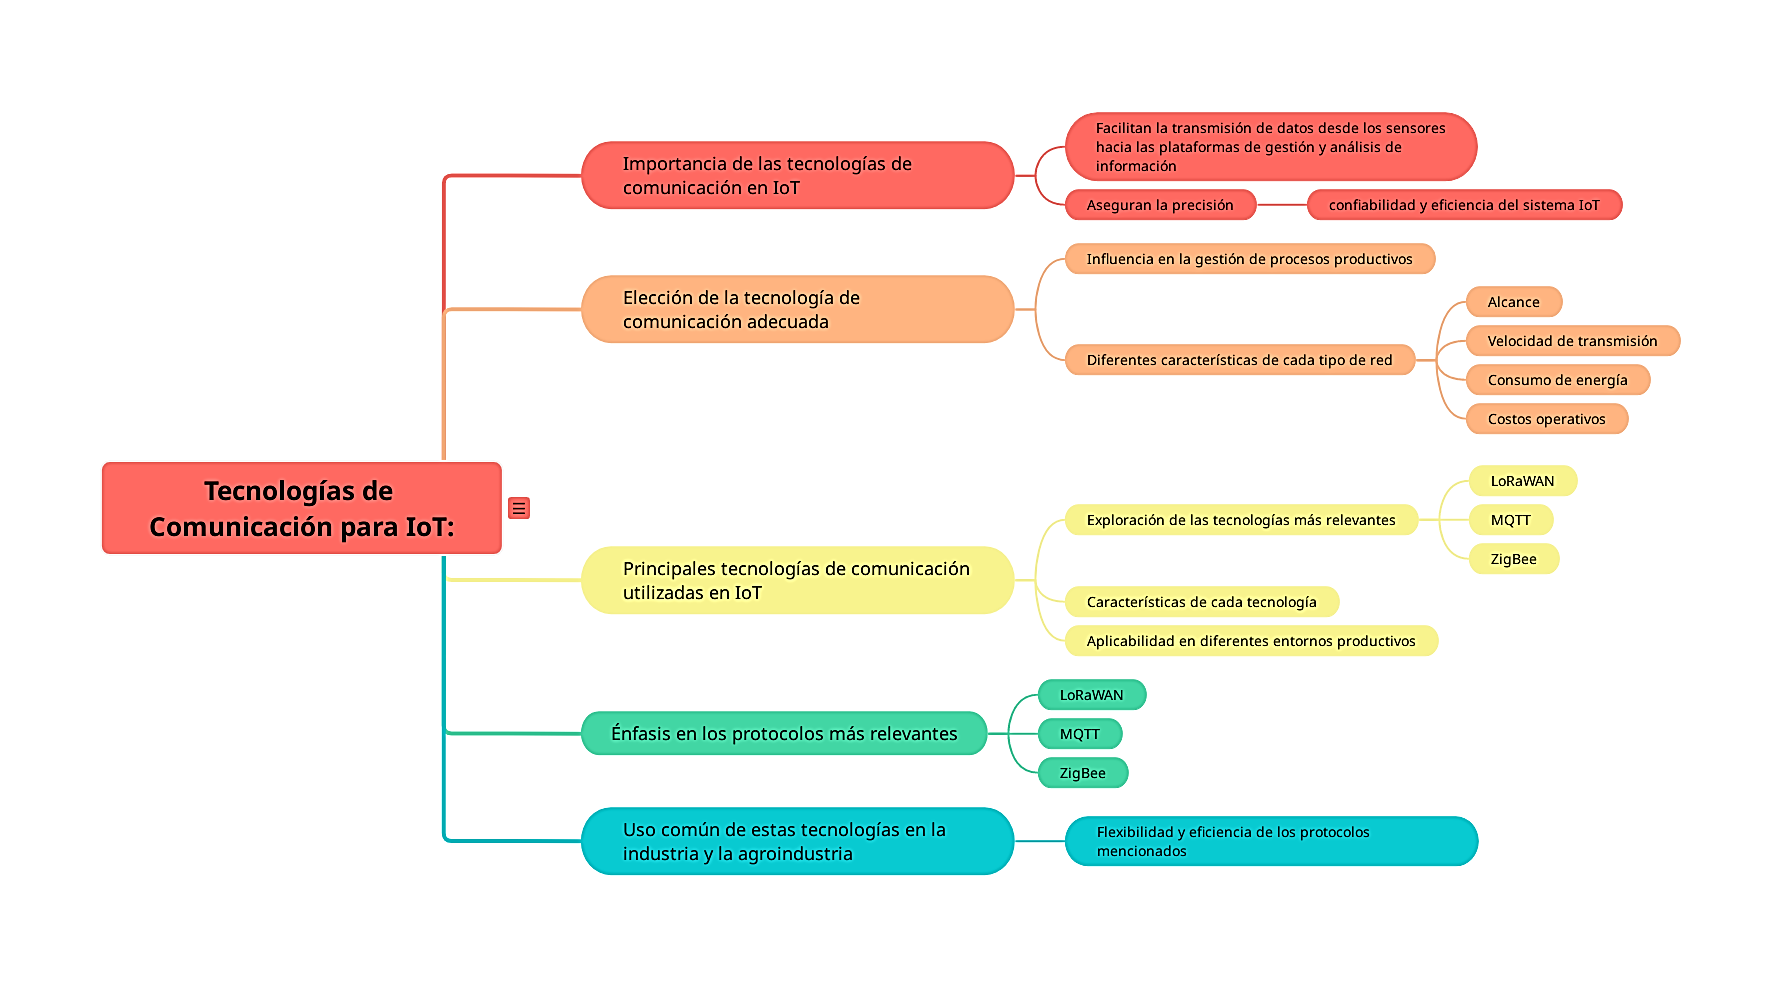 Tecnologías de
Comunicación para IoT:
Importancia de las tecnologías de
comunicación en IoT
Facilitan la transmisión de datos desde los sensores
hacia las plataformas de gestión y análisis de
información
Aseguran la precisión
confiabilidad y eficiencia del sistema IoT
Elección de la tecnología de
comunicación adecuada
Influencia en la gestión de procesos productivos
Diferentes características de cada tipo de red
Alcance
Velocidad de transmisión
Consumo de energía
Costos operativos
Principales tecnologías de comunicación
utilizadas en IoT
Exploración de las tecnologías más relevantes
LoRaWAN
MQTT
ZigBee
Características de cada tecnología
Aplicabilidad en diferentes entornos productivos
Énfasis en los protocolos más relevantes
LoRaWAN
MQTT
ZigBee
Uso común de estas tecnologías en la
industria y la agroindustria
Flexibilidad y eficiencia de los protocolos
mencionados